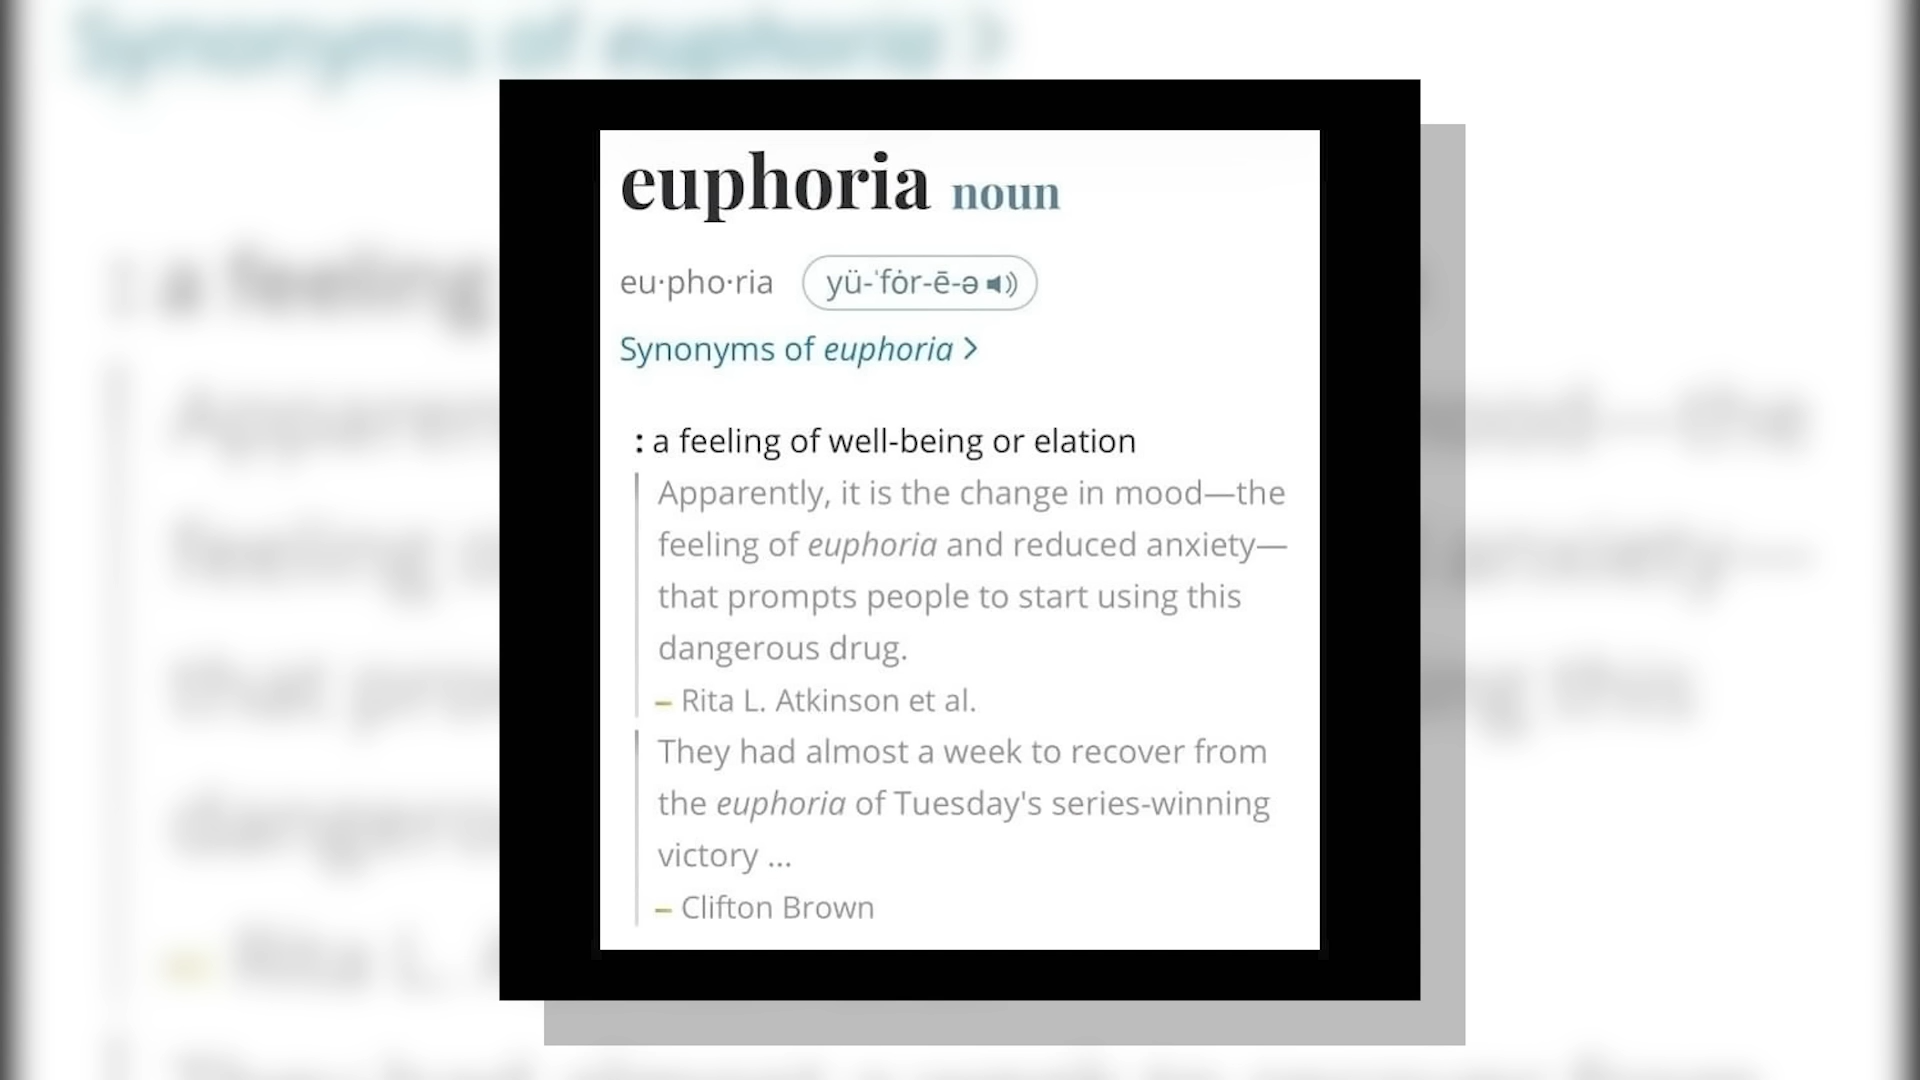 euphoria noun
eu·pho·ria yü-ˈfȯr-ē-ə
Synonyms of euphoria >
: a feeling of well-being or elation
Apparently, it is the change in mood—the
feeling of euphoria and reduced anxiety—
that prompts people to start using this
dangerous drug.
– Rita L. Atkinson et al.
They had almost a week to recover from
the euphoria of Tuesday's series-winning
victory ...
– Clifton Brown